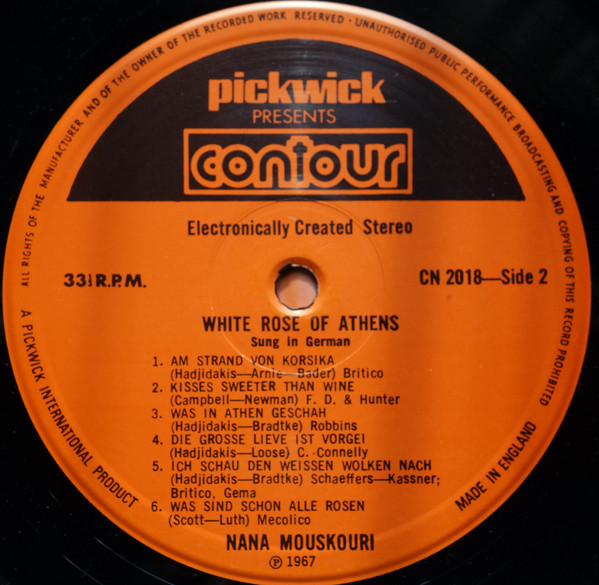 ALL RIGHTS OF THE MANUFACTURER AND OF THE OWNER OF THE RECORDED WORK RESERVED · UNAUTHORISED PUBLIC PERFORMANCE BROADCASTING AND COPYING OF THIS RECORD PROHIBITED
pickwick
PRESENTS
contour
Electronically Created Stereo
33⅓ R.P.M.
CN 2018—Side 2
WHITE ROSE OF ATHENS
Sung in German
1. AM STRAND VON KORSIKA
(Hadjidakis—Arnie—Bader) Britico
2. KISSES SWEETER THAN WINE
(Campbell—Newman) F. D. & Hunter
3. WAS IN ATHEN GESCHAH
(Hadjidakis—Bradtke) Robbins
4. DIE GROSSE LIEVE IST VORGEI
(Hadjidakis—Loose) C. Connelly
5. ICH SCHAU DEN WEISSEN WOLKEN NACH
(Hadjidakis—Bradtke) Schaeffers—Kassner;
Britico, Gema
6. WAS SIND SCHON ALLE ROSEN
(Scott—Luth) Mecolico
NANA MOUSKOURI
℗ 1967
A PICKWICK INTERNATIONAL PRODUCT
MADE IN ENGLAND